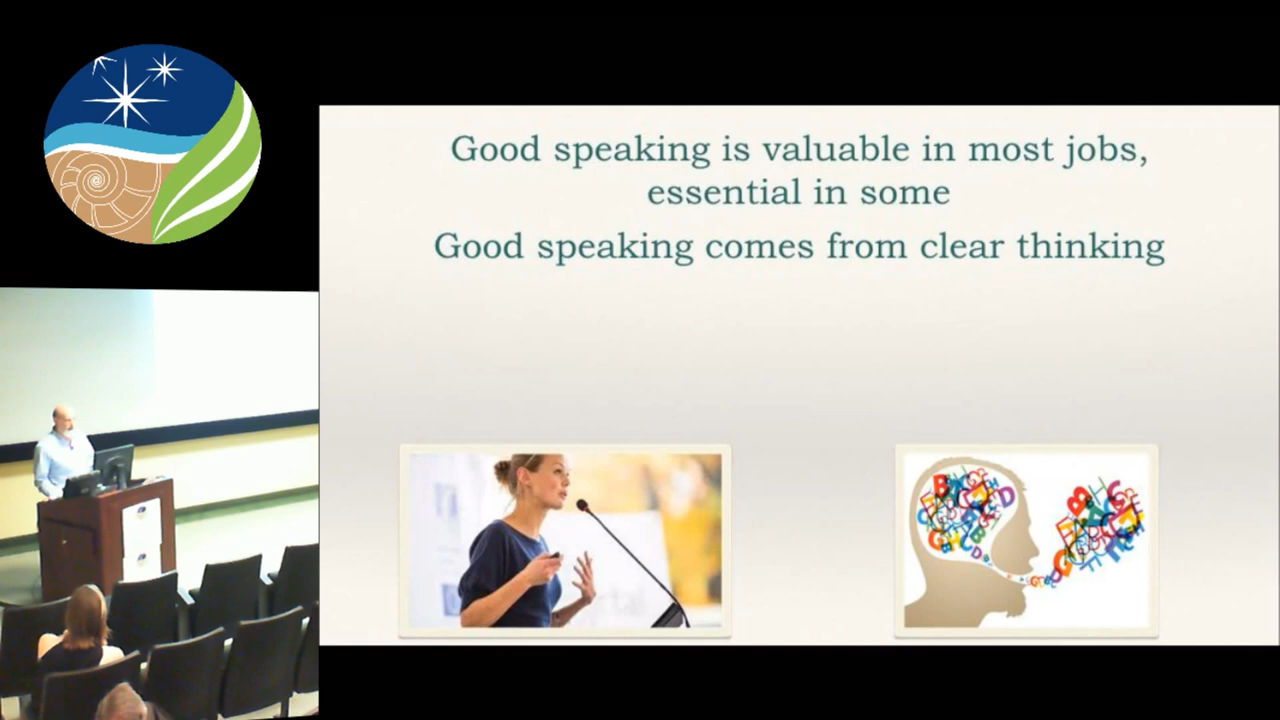 Good speaking is valuable in most jobs,
essential in some
Good speaking comes from clear thinking